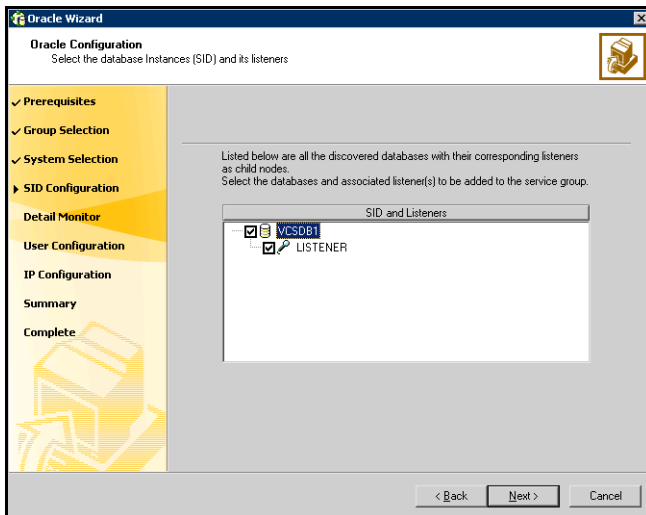 Oracle Wizard
Oracle Configuration
Select the database Instances (SID) and its listeners
Prerequisites
Group Selection
System Selection
SID Configuration
Detail Monitor
User Configuration
IP Configuration
Summary
Complete
Listed below are all the discovered databases with their corresponding listeners
as child nodes.
Select the databases and associated listener(s) to be added to the service group.
SID and Listeners
VCSDB1
LISTENER
< Back
Next >
Cancel